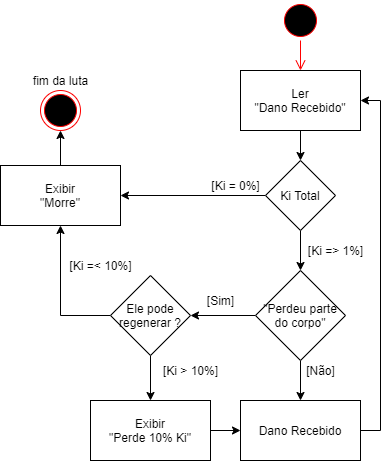 fim da luta
Ler
"Dano Recebido"
Exibir
"Morre"
[Ki = 0%]
Ki Total
[Ki => 1%]
[Ki =< 10%]
Ele pode
regenerar ?
[Sim]
"Perdeu parte
do corpo"
[Ki > 10%]
[Não]
Exibir
"Perde 10% Ki"
Dano Recebido